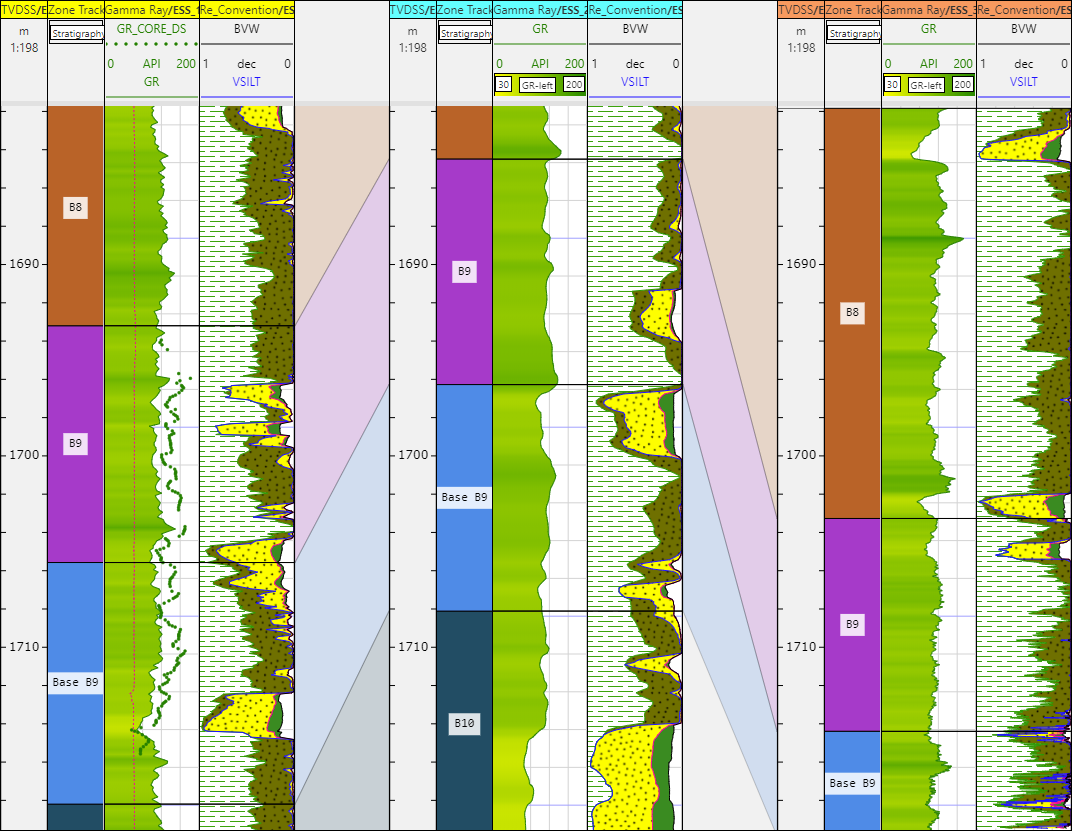 TVDSS/E
Zone Track
Gamma Ray/ESS_1
Re_Convention/ES
m
1:198
Stratigraphy
GR_CORE_DS
0 API 200
GR
BVW
1 dec 0
VSILT
TVDSS/E
Zone Track
Gamma Ray/ESS_2
Re_Convention/ES
m
1:198
Stratigraphy
GR
0 API 200
30 GR-left 200
BVW
1 dec 0
VSILT
TVDSS/E
Zone Track
Gamma Ray/ESS_3
Re_Convention/ES
m
1:198
Stratigraphy
GR
0 API 200
30 GR-left 200
BVW
1 dec 0
VSILT
1690
1700
1710
B8
B9
Base B9
1690
1700
1710
B9
Base B9
B10
1690
1700
1710
B8
B9
Base B9